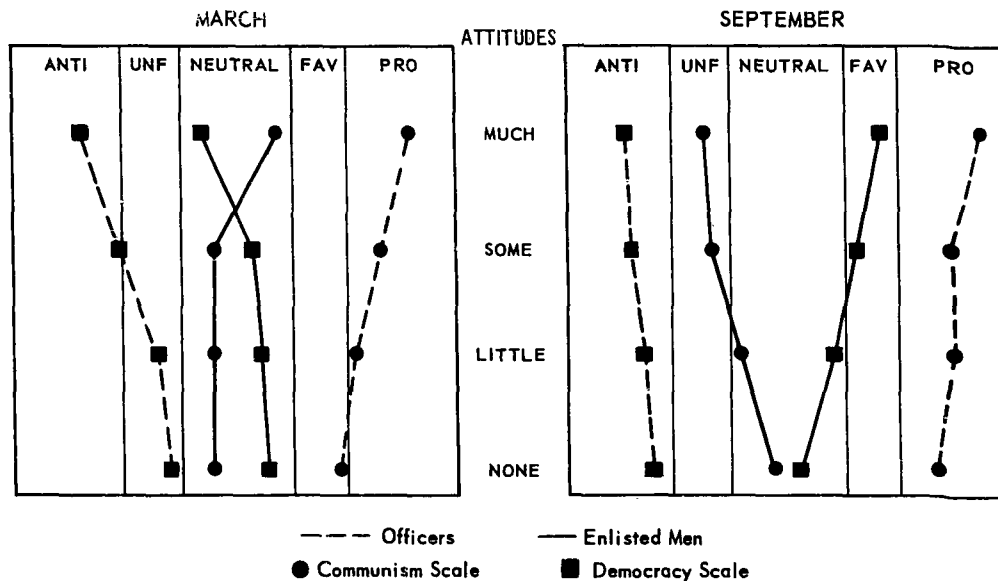 MARCH
SEPTEMBER
ATTITUDES
ANTI UNF NEUTRAL FAV PRO
ANTI UNF NEUTRAL FAV PRO
MUCH
SOME
LITTLE
NONE
Officers
Enlisted Men
Communism Scale
Democracy Scale